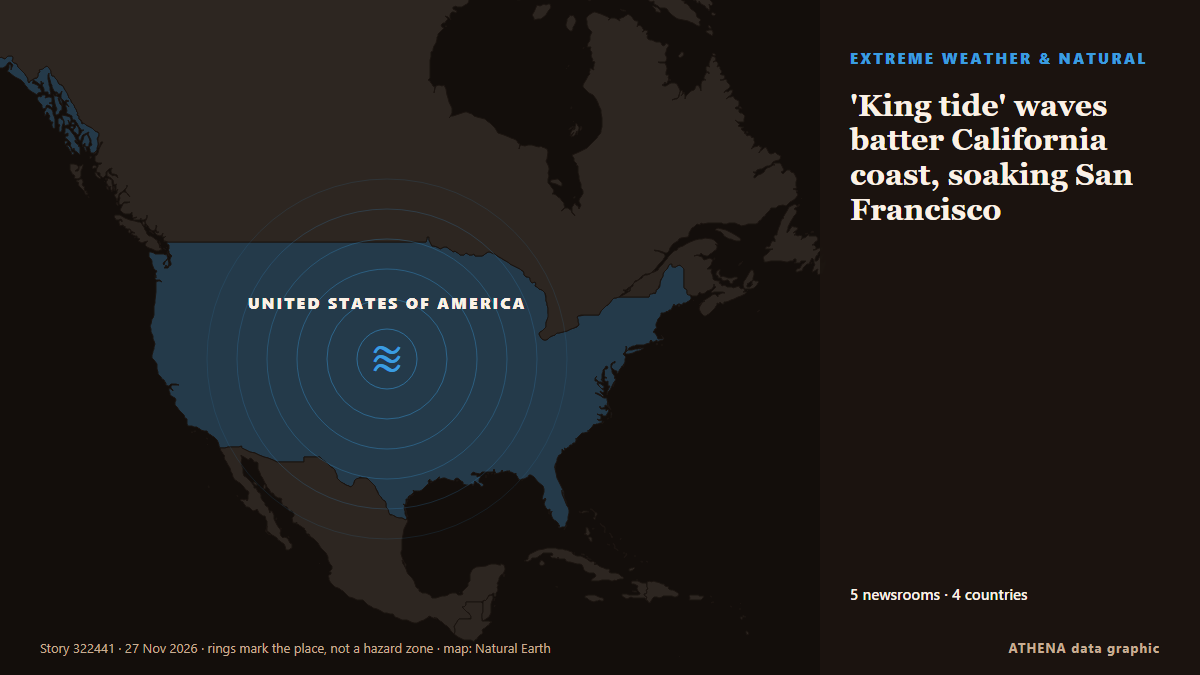 EXTREME WEATHER & NATURAL
'King tide' waves
batter California
coast, soaking San
Francisco
UNITED STATES OF AMERICA
5 newsrooms · 4 countries
Story 322441 · 27 Nov 2026 · rings mark the place, not a hazard zone · map: Natural Earth
ATHENA data graphic